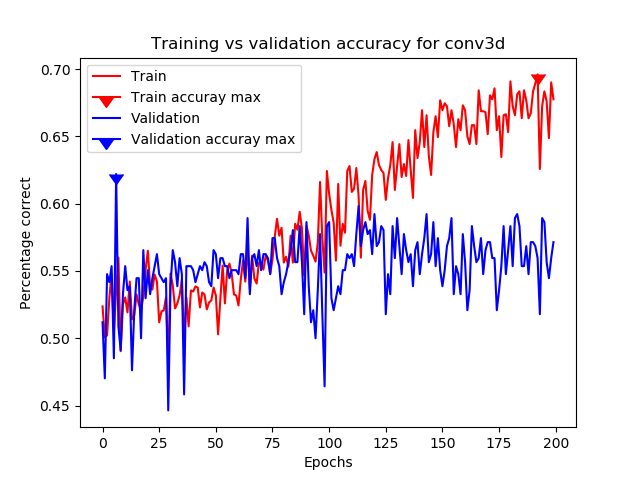 Training vs validation accuracy for conv3d
Train
Train accuray max
Validation
Validation accuray max
Percentage correct
0.70
0.65
0.60
0.55
0.50
0.45
0 25 50 75 100 125 150 175 200
Epochs